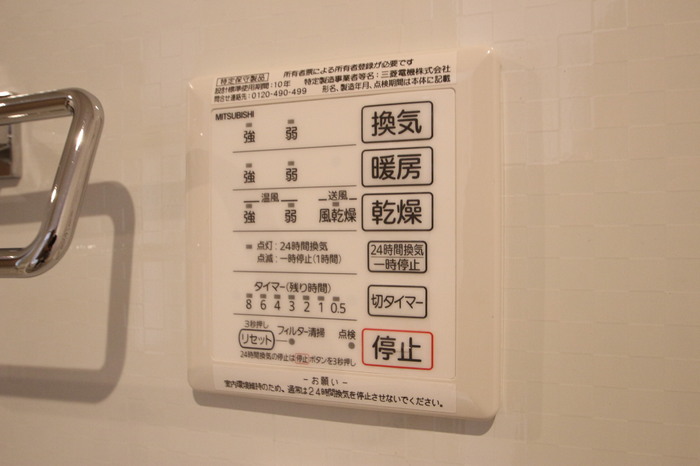 特定保守製品 所有者票による所有者登録が必要です
設計標準使用期間:10年 特定製造事業者等名:三菱電機株式会社
問合せ連絡先:0120-490-499 形名、製造年月、点検期間は本体に記載
MITSUBISHI
強 弱 換気
強 弱 暖房
温風 送風
強 弱 風乾燥 乾燥
点灯:24時間換気
点滅:一時停止(1時間)
24時間換気
一時停止
タイマー(残り時間)
8 6 4 3 2 1 0.5
切タイマー
3秒押し
リセット フィルター清掃 点検
停止
24時間換気の停止は停止ボタンを3秒押し
-お願い-
室内環境維持のため、通常は24時間換気を停止させないでください。